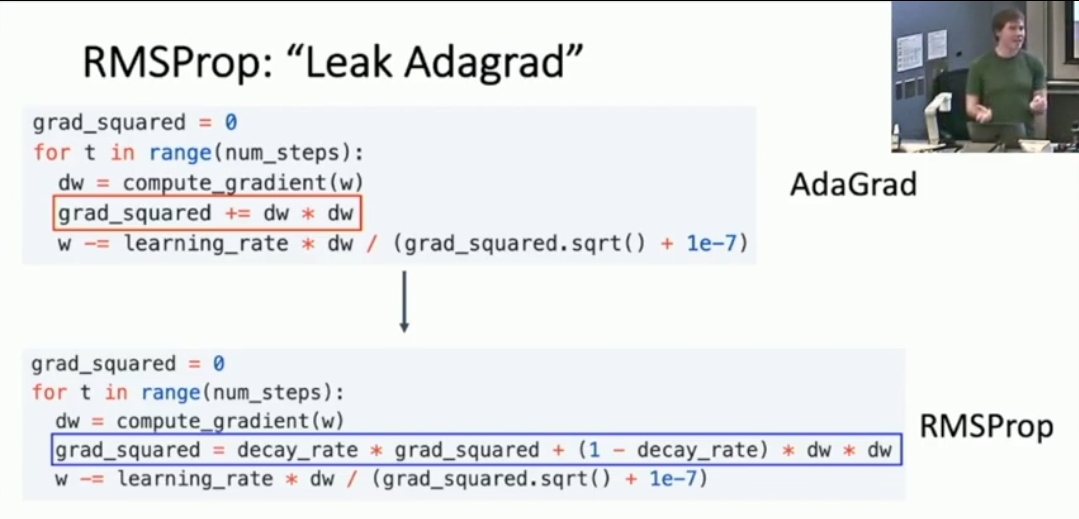 RMSProp: “Leak Adagrad”
grad_squared = 0
for t in range(num_steps):
dw = compute_gradient(w)
grad_squared += dw * dw
w -= learning_rate * dw / (grad_squared.sqrt() + 1e-7)
AdaGrad
grad_squared = 0
for t in range(num_steps):
dw = compute_gradient(w)
grad_squared = decay_rate * grad_squared + (1 - decay_rate) * dw * dw
w -= learning_rate * dw / (grad_squared.sqrt() + 1e-7)
RMSProp